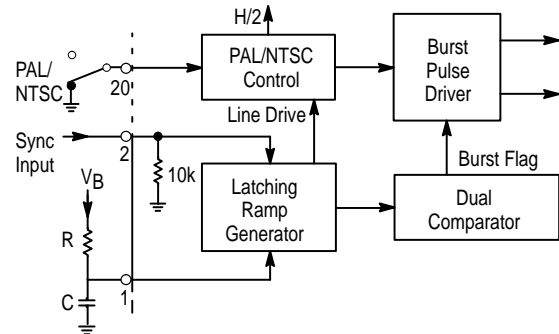 H/2
PAL/
NTSC
20
PAL/NTSC
Control
Burst
Pulse
Driver
Line Drive
Sync
Input
2
10k
Burst Flag
VB
Latching
Ramp
Generator
Dual
Comparator
R
C
1